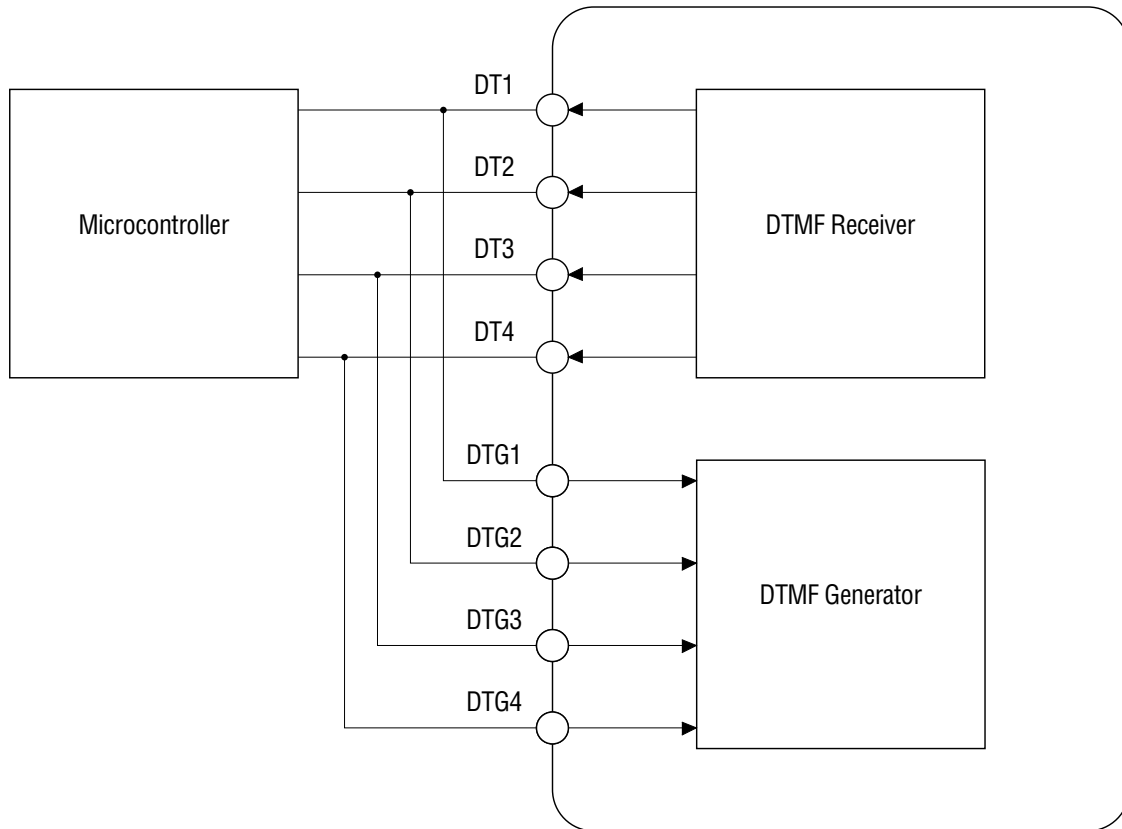 DT1
DT2
Microcontroller
DTMF Receiver
DT3
DT4
DTG1
DTG2
DTMF Generator
DTG3
DTG4